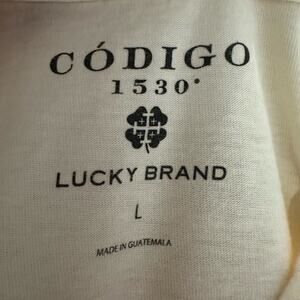 CÓDIGO
1530°
LUCKY BRAND
L
MADE IN GUATEMALA